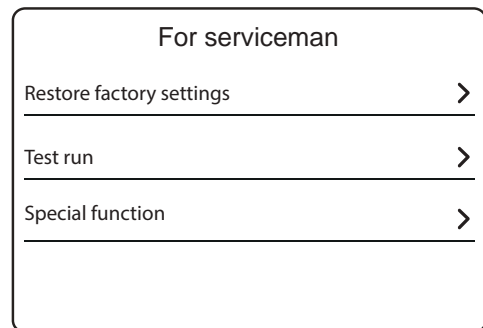 For serviceman
Restore factory settings
Test run
Special function